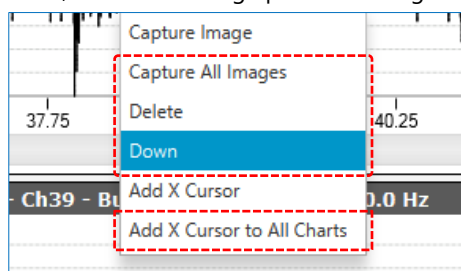 Capture Image
Capture All Images
37.75 Delete 40.25
Down
- Ch39 - Bu Add X Cursor 0.0 Hz
Add X Cursor to All Charts